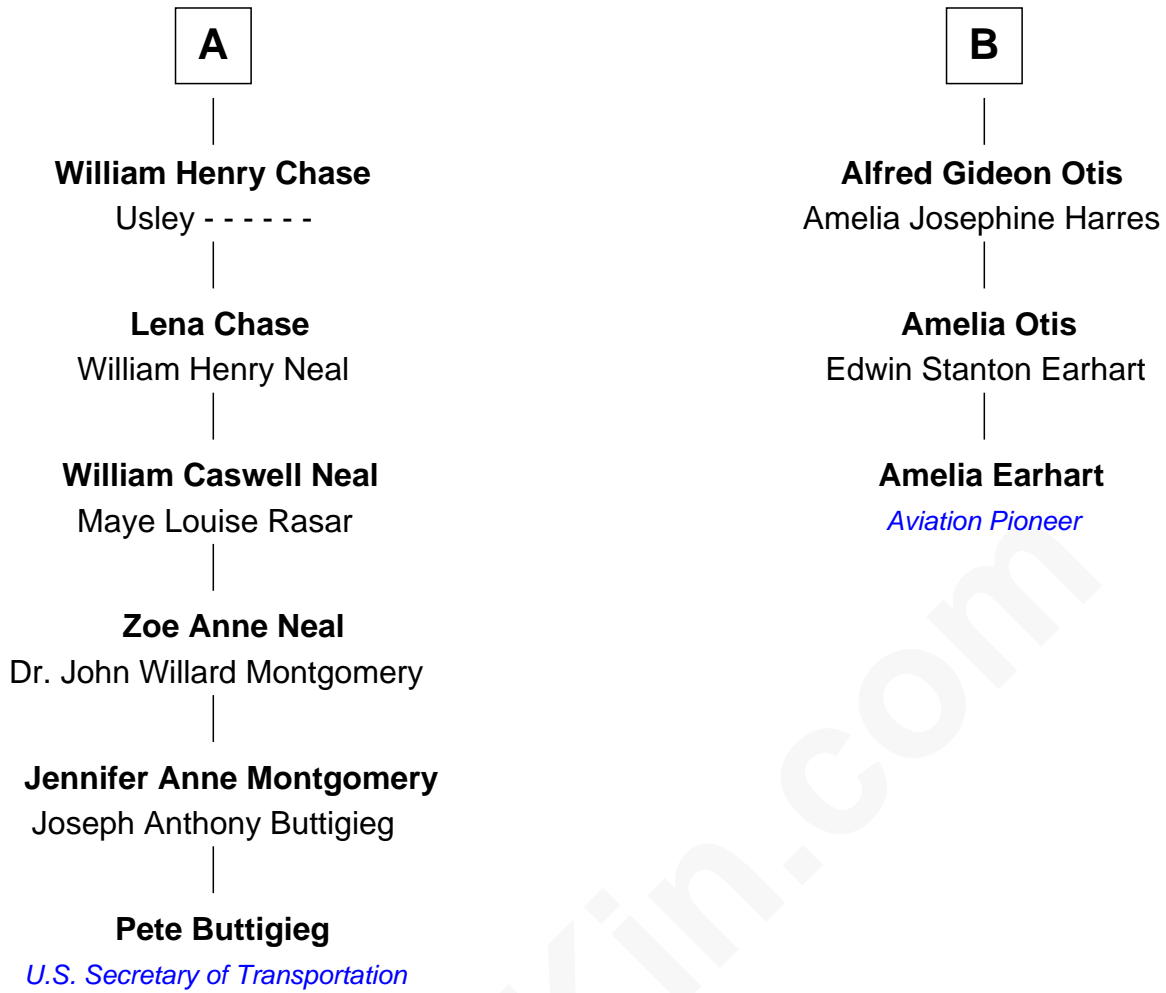 A
William Henry Chase
Usley - - - - - -
Lena Chase
William Henry Neal
William Caswell Neal
Maye Louise Rasar
Zoe Anne Neal
Dr. John Willard Montgomery
Jennifer Anne Montgomery
Joseph Anthony Buttigieg
Pete Buttigieg
U.S. Secretary of Transportation
B
Alfred Gideon Otis
Amelia Josephine Harres
Amelia Otis
Edwin Stanton Earhart
Amelia Earhart
Aviation Pioneer
kin.com